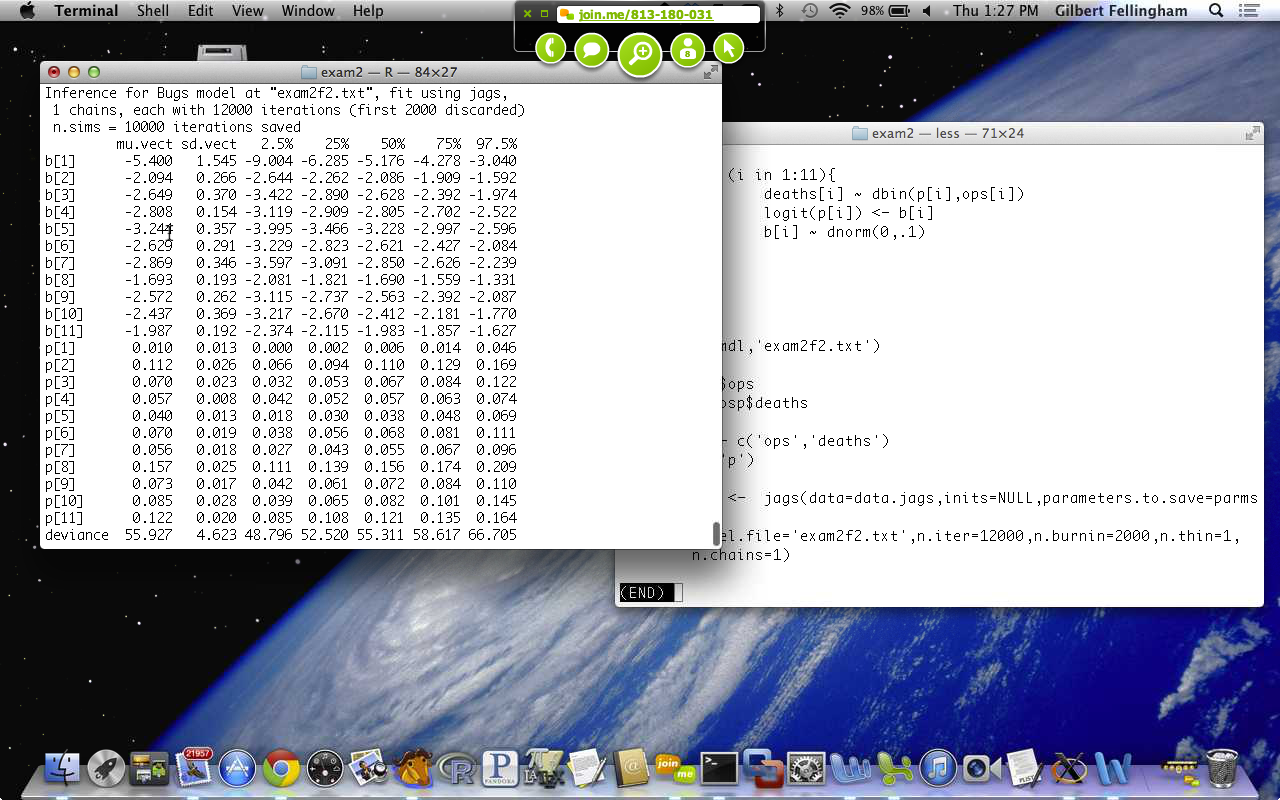 Terminal Shell Edit View Window Help
join.me/813-180-031
98% Thu 1:27 PM Gilbert Fellingham
exam2 — R — 84×27
Inference for Bugs model at "exam2f2.txt", fit using jags,
1 chains, each with 12000 iterations (first 2000 discarded)
n.sims = 10000 iterations saved
mu.vect sd.vect 2.5% 25% 50% 75% 97.5%
b[1] -5.400 1.545 -9.004 -6.285 -5.176 -4.278 -3.040
b[2] -2.094 0.266 -2.644 -2.262 -2.086 -1.909 -1.592
b[3] -2.649 0.370 -3.422 -2.890 -2.628 -2.392 -1.974
b[4] -2.808 0.154 -3.119 -2.909 -2.805 -2.702 -2.522
b[5] -3.244 0.357 -3.995 -3.466 -3.228 -2.997 -2.596
b[6] -2.629 0.291 -3.229 -2.823 -2.621 -2.427 -2.084
b[7] -2.869 0.346 -3.597 -3.091 -2.850 -2.626 -2.239
b[8] -1.693 0.193 -2.081 -1.821 -1.690 -1.559 -1.331
b[9] -2.572 0.262 -3.115 -2.737 -2.563 -2.392 -2.087
b[10] -2.437 0.369 -3.217 -2.670 -2.412 -2.181 -1.770
b[11] -1.987 0.192 -2.374 -2.115 -1.983 -1.857 -1.627
p[1] 0.010 0.013 0.000 0.002 0.006 0.014 0.046
p[2] 0.112 0.026 0.066 0.094 0.110 0.129 0.169
p[3] 0.070 0.023 0.032 0.053 0.067 0.084 0.122
p[4] 0.057 0.008 0.042 0.052 0.057 0.063 0.074
p[5] 0.040 0.013 0.018 0.030 0.038 0.048 0.069
p[6] 0.070 0.019 0.038 0.056 0.068 0.081 0.111
p[7] 0.056 0.018 0.027 0.043 0.055 0.067 0.096
p[8] 0.157 0.025 0.111 0.139 0.156 0.174 0.209
p[9] 0.073 0.017 0.042 0.061 0.072 0.084 0.110
p[10] 0.085 0.028 0.039 0.065 0.082 0.101 0.145
p[11] 0.122 0.020 0.085 0.108 0.121 0.135 0.164
deviance 55.927 4.623 48.796 52.520 55.311 58.617 66.705
exam2 — less — 71×24
(i in 1:11){
deaths[i] ~ dbin(p[i],ops[i])
logit(p[i]) <- b[i]
b[i] ~ dnorm(0,.1)
mdl,'exam2f2.txt')
$ops
osp$deaths
- c('ops','deaths')
'p')
<- jags(data=data.jags,inits=NULL,parameters.to.save=parms
el.file='exam2f2.txt',n.iter=12000,n.burnin=2000,n.thin=1,
n.chains=1)
(END)
21957
PANDORA
join me